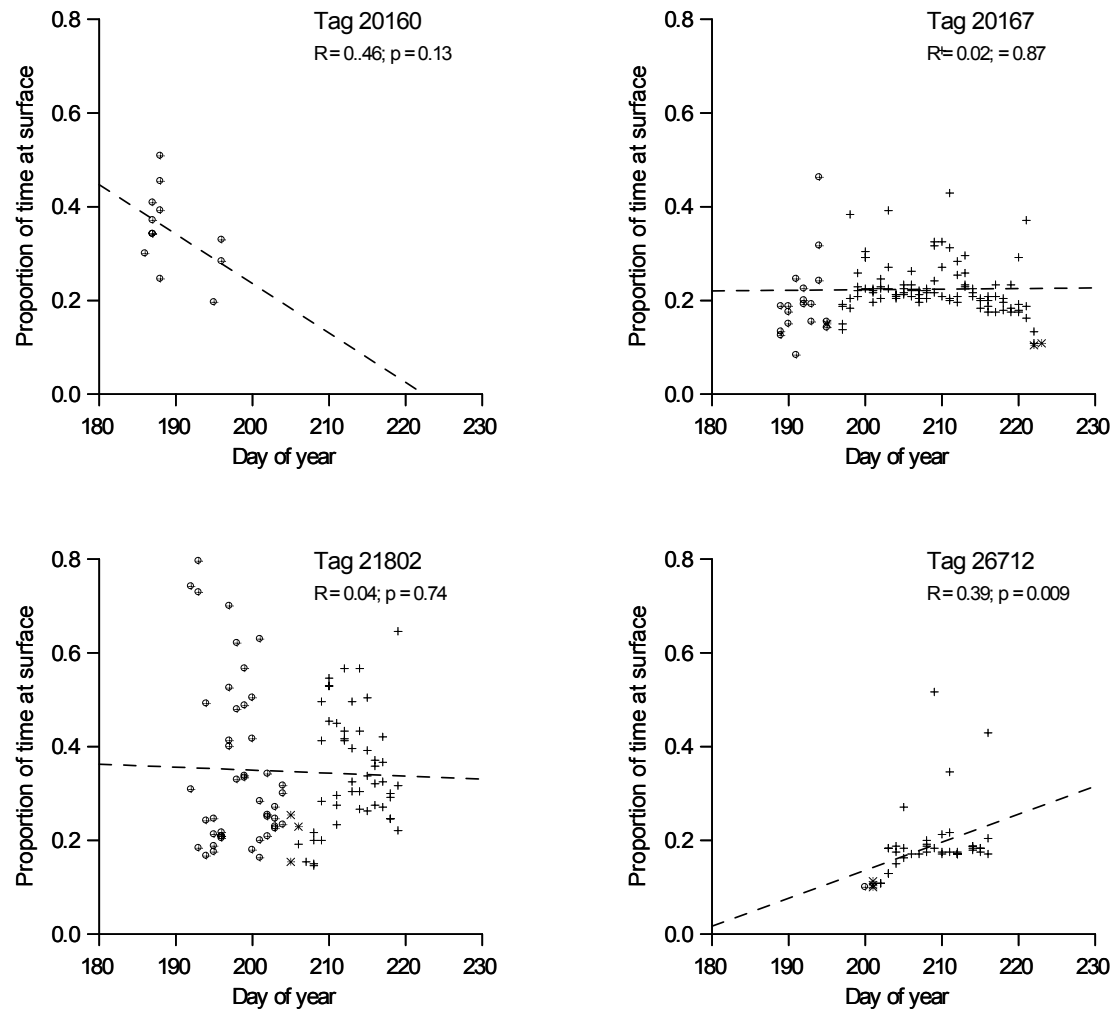 Tag 20160
R = 0..46; p = 0.13
0.8
0.6
0.4
0.2
0.0
Proportion of time at surface
180 190 200 210 220 230
Day of year
Tag 20167
R = 0.02; = 0.87
0.8
0.6
0.4
0.2
0.0
Proportion of time at surface
180 190 200 210 220 230
Day of year
Tag 21802
R = 0.04; p = 0.74
0.8
0.6
0.4
0.2
0.0
Proportion of time at surface
180 190 200 210 220 230
Day of year
Tag 26712
R = 0.39; p = 0.009
0.8
0.6
0.4
0.2
0.0
Proportion of time at surface
180 190 200 210 220 230
Day of year